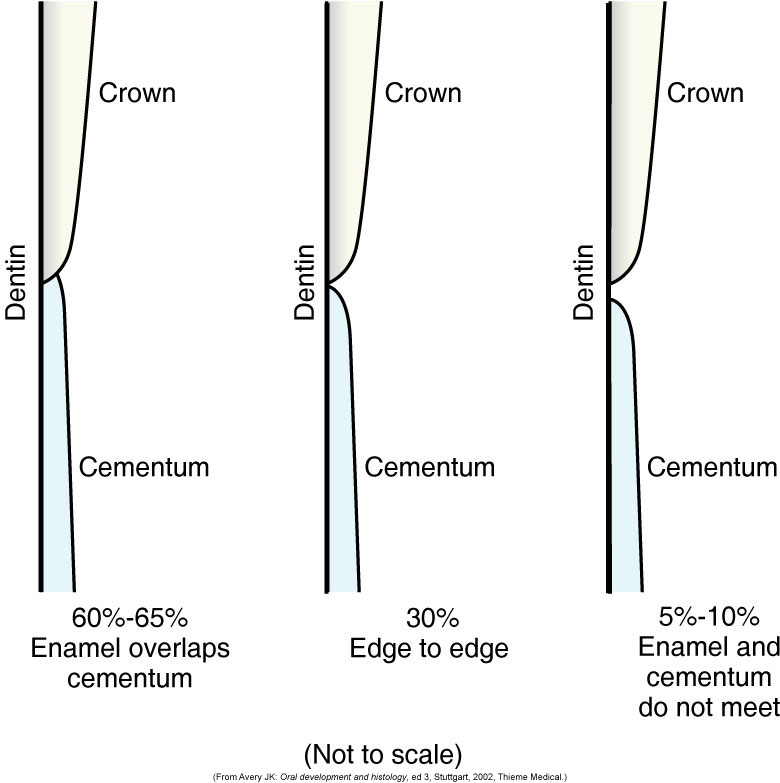 Crown
Crown
Crown
Dentin
Dentin
Dentin
Cementum
Cementum
Cementum
60%-65%
Enamel overlaps
cementum
30%
Edge to edge
5%-10%
Enamel and
cementum
do not meet
(Not to scale)
(From Avery JK: Oral development and histology, ed 3, Stuttgart, 2002, Thieme Medical.)